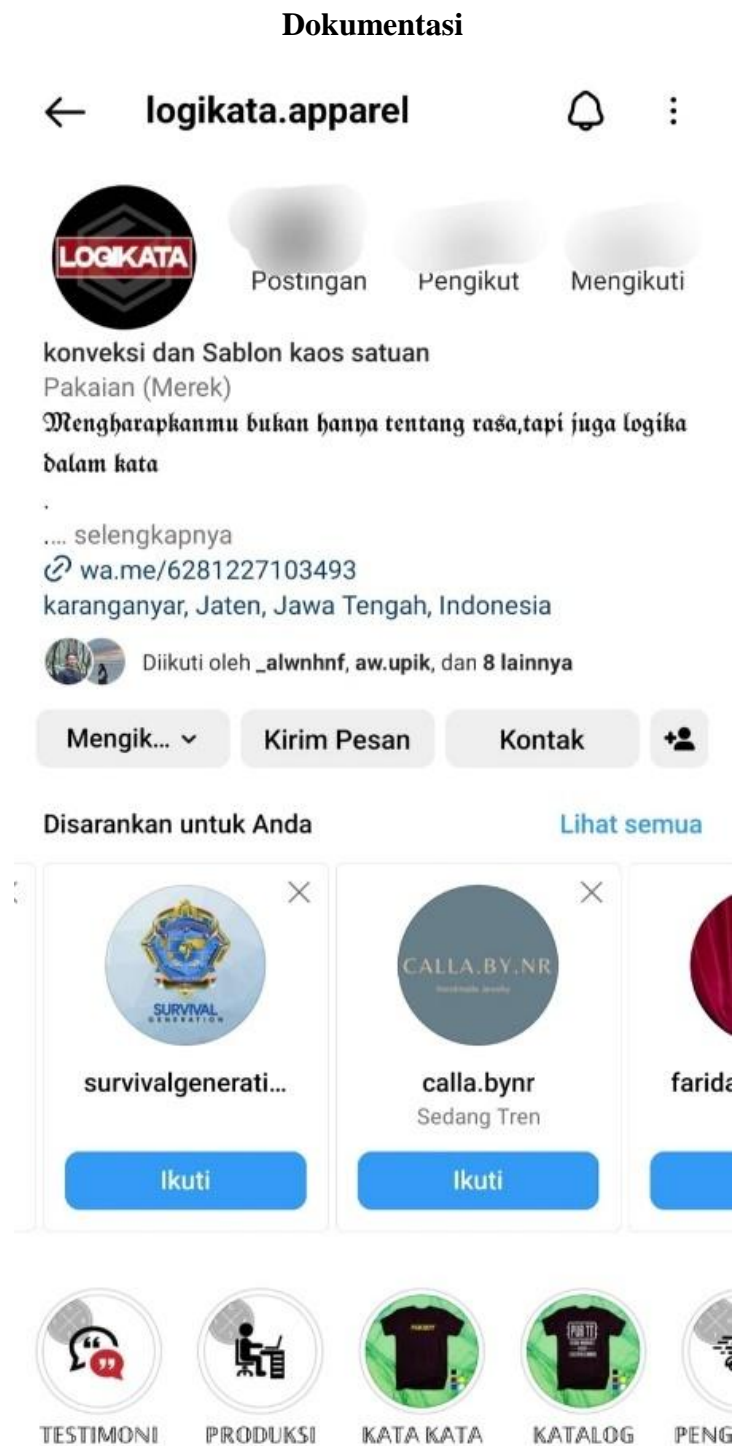 Dokumentasi
logikata.apparel
LOGIKATA
Postingan Pengikut Mengikuti
konveksi dan Sablon kaos satuan
Pakaian (Merek)
Mengharapkanmu bukan hanya tentang rasa,tapi juga logika
dalam kata
.
.... selengkapnya
wa.me/6281227103493
karanganyar, Jaten, Jawa Tengah, Indonesia
Diikuti oleh _alwnhnf, aw.upik, dan 8 lainnya
Mengik... Kirim Pesan Kontak
Disarankan untuk Anda Lihat semua
SURVIVAL
GENERATION
CALLA.BY.NR
handmade jewelry
survivalgenerati... calla.bynr farida
Sedang Tren
Ikuti Ikuti
TESTIMONI PRODUKSI KATA KATA KATALOG PENG